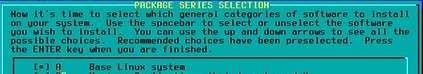 PACKAGE SERIES SELECTION
Now it's time to select which general categories of software to install
on your system. Use the spacebar to select or unselect the software
you wish to install. You can use the up and down arrows to see all the
possible choices. Recommended choices have been preselected. Press
the ENTER key when you are finished.
[*] A Base Linux system